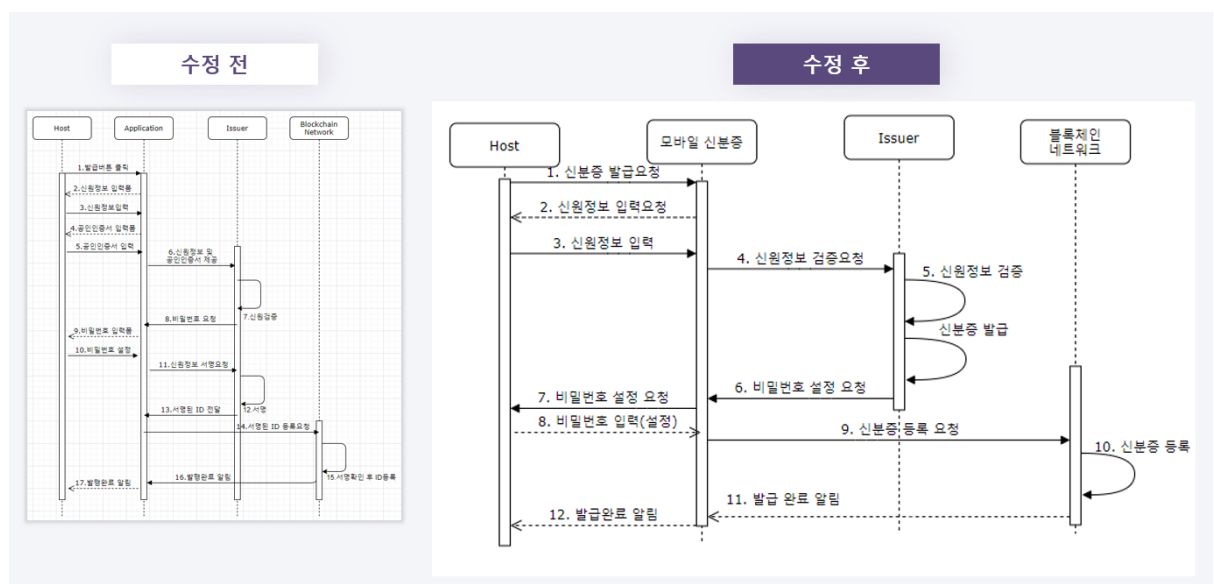 수정 전
Host
Application
Issuer
Blockchain
Network
1.발급버튼 클릭
2.신원정보 입력폼
3.신원정보입력
4.공인인증서 입력폼
5.공인인증서 입력
6.신원정보 및
공인인증서 제공
7.신원검증
8.비밀번호 요청
9.비밀번호 입력폼
10.비밀번호 설정
11.신원정보 서명요청
12.서명
13.서명된 ID 전달
14.서명된 ID 등록요청
15.서명확인 후 ID등록
16.발행완료 알림
17.발행완료 알림
수정 후
Host
모바일 신분증
Issuer
블록체인
네트워크
1. 신분증 발급요청
2. 신원정보 입력요청
3. 신원정보 입력
4. 신원정보 검증요청
5. 신원정보 검증
신분증 발급
6. 비밀번호 설정 요청
7. 비밀번호 설정 요청
8. 비밀번호 입력(설정)
9. 신분증 등록 요청
10. 신분증 등록
11. 발급 완료 알림
12. 발급완료 알림